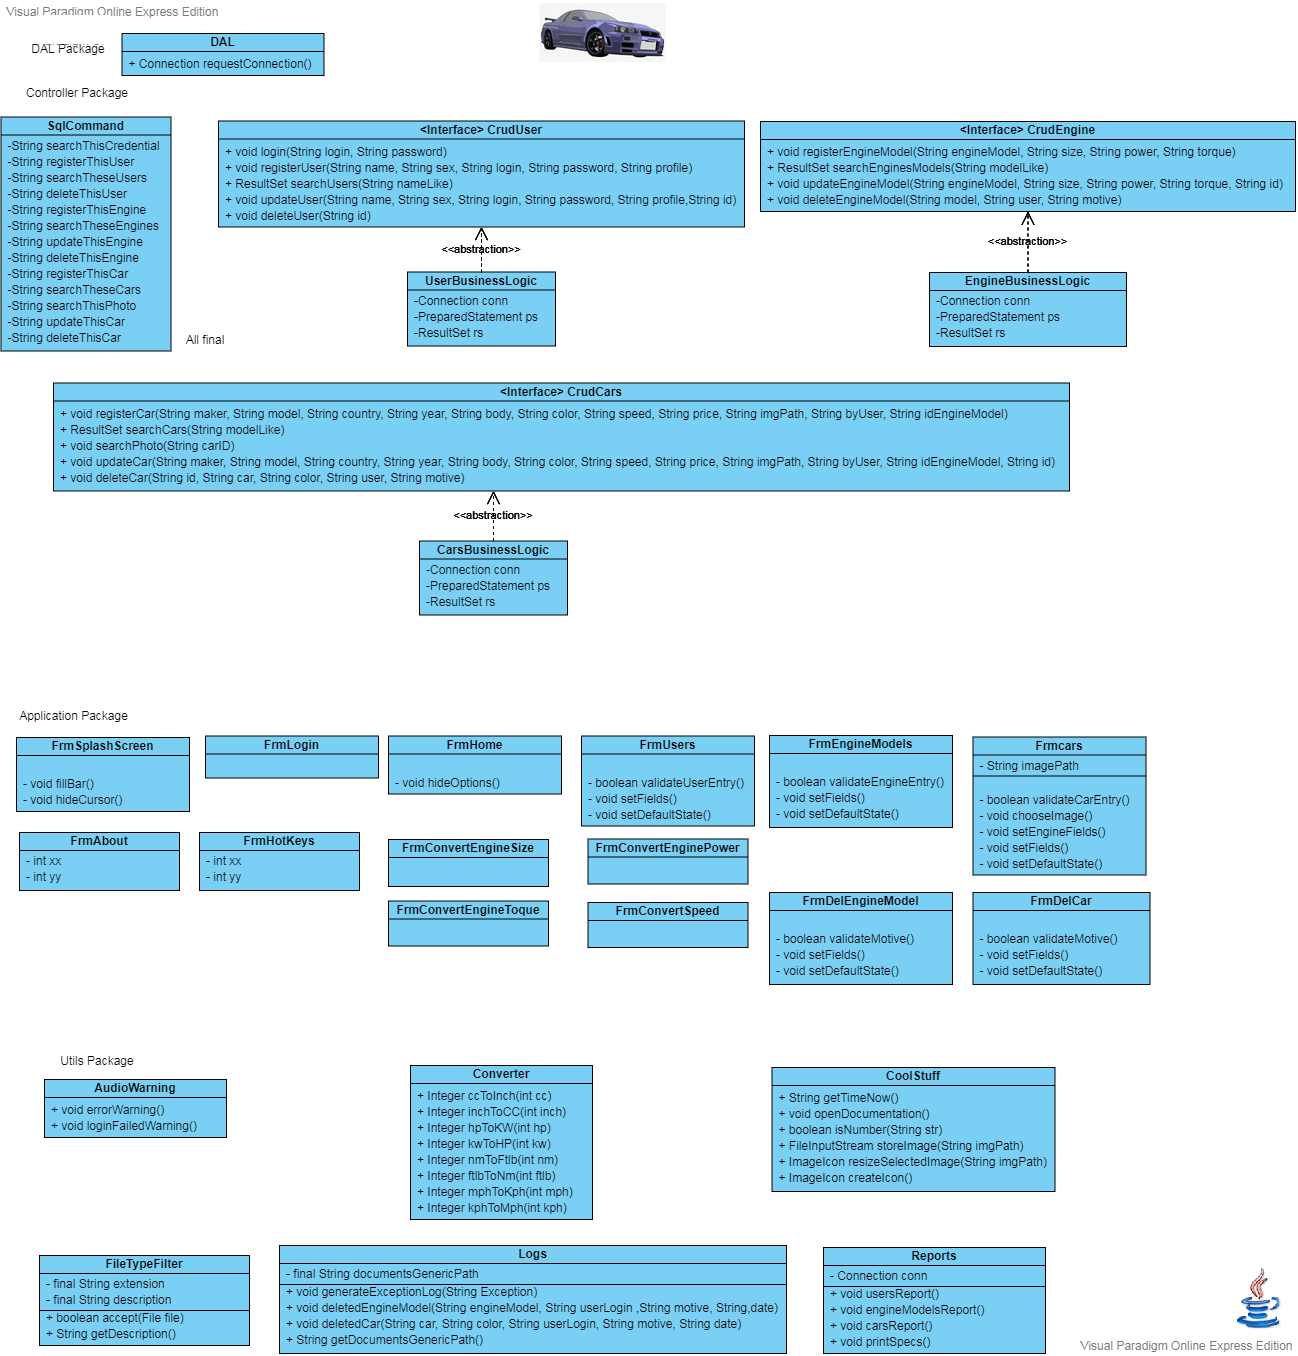 Visual Paradigm Online Express Edition
DAL Package
DAL
+ Connection requestConnection()
Controller Package
SqlCommand
-String searchThisCredential
-String registerThisUser
-String searchTheseUsers
-String deleteThisUser
-String registerThisEngine
-String searchTheseEngines
-String updateThisEngine
-String deleteThisEngine
-String registerThisCar
-String searchTheseCars
-String searchThisPhoto
-String updateThisCar
-String deleteThisCar
All final
<Interface> CrudUser
+ void login(String login, String password)
+ void registerUser(String name, String sex, String login, String password, String profile)
+ ResultSet searchUsers(String nameLike)
+ void updateUser(String name, String sex, String login, String password, String profile,String id)
+ void deleteUser(String id)
<<abstraction>>
UserBusinessLogic
-Connection conn
-PreparedStatement ps
-ResultSet rs
<Interface> CrudEngine
+ void registerEngineModel(String engineModel, String size, String power, String torque)
+ ResultSet searchEnginesModels(String modelLike)
+ void updateEngineModel(String engineModel, String size, String power, String torque, String id)
+ void deleteEngineModel(String model, String user, String motive)
<<abstraction>>
EngineBusinessLogic
-Connection conn
-PreparedStatement ps
-ResultSet rs
<Interface> CrudCars
+ void registerCar(String maker, String model, String country, String year, String body, String color, String speed, String price, String imgPath, String byUser, String idEngineModel)
+ ResultSet searchCars(String modelLike)
+ void searchPhoto(String carID)
+ void updateCar(String maker, String model, String country, String year, String body, String color, String speed, String price, String imgPath, String byUser, String idEngineModel, String id)
+ void deleteCar(String id, String car, String color, String user, String motive)
<<abstraction>>
CarsBusinessLogic
-Connection conn
-PreparedStatement ps
-ResultSet rs
Application Package
FrmSplashScreen
- void fillBar()
- void hideCursor()
FrmLogin
FrmHome
- void hideOptions()
FrmUsers
- boolean validateUserEntry()
- void setFields()
- void setDefaultState()
FrmEngineModels
- boolean validateEngineEntry()
- void setFields()
- void setDefaultState()
Frmcars
- String imagePath
- boolean validateCarEntry()
- void chooseImage()
- void setEngineFields()
- void setFields()
- void setDefaultState()
FrmAbout
- int xx
- int yy
FrmHotKeys
- int xx
- int yy
FrmConvertEngineSize
FrmConvertEnginePower
FrmConvertEngineToque
FrmConvertSpeed
FrmDelEngineModel
- boolean validateMotive()
- void setFields()
- void setDefaultState()
FrmDelCar
- boolean validateMotive()
- void setFields()
- void setDefaultState()
Utils Package
AudioWarning
+ void errorWarning()
+ void loginFailedWarning()
Converter
+ Integer ccToInch(int cc)
+ Integer inchToCC(int inch)
+ Integer hpToKW(int hp)
+ Integer kwToHP(int kw)
+ Integer nmToFtlb(int nm)
+ Integer ftlbToNm(int ftlb)
+ Integer mphToKph(int mph)
+ Integer kphToMph(int kph)
CoolStuff
+ String getTimeNow()
+ void openDocumentation()
+ boolean isNumber(String str)
+ FileInputStream storeImage(String imgPath)
+ ImageIcon resizeSelectedImage(String imgPath)
+ ImageIcon createIcon()
FileTypeFilter
- final String extension
- final String description
+ boolean accept(File file)
+ String getDescription()
Logs
- final String documentsGenericPath
+ void generateExceptionLog(String Exception)
+ void deletedEngineModel(String engineModel, String userLogin ,String motive, String,date)
+ void deletedCar(String car, String color, String userLogin, String motive, String date)
+ String getDocumentsGenericPath()
Reports
- Connection conn
+ void usersReport()
+ void engineModelsReport()
+ void carsReport()
+ void printSpecs()
Visual Paradigm Online Express Edition